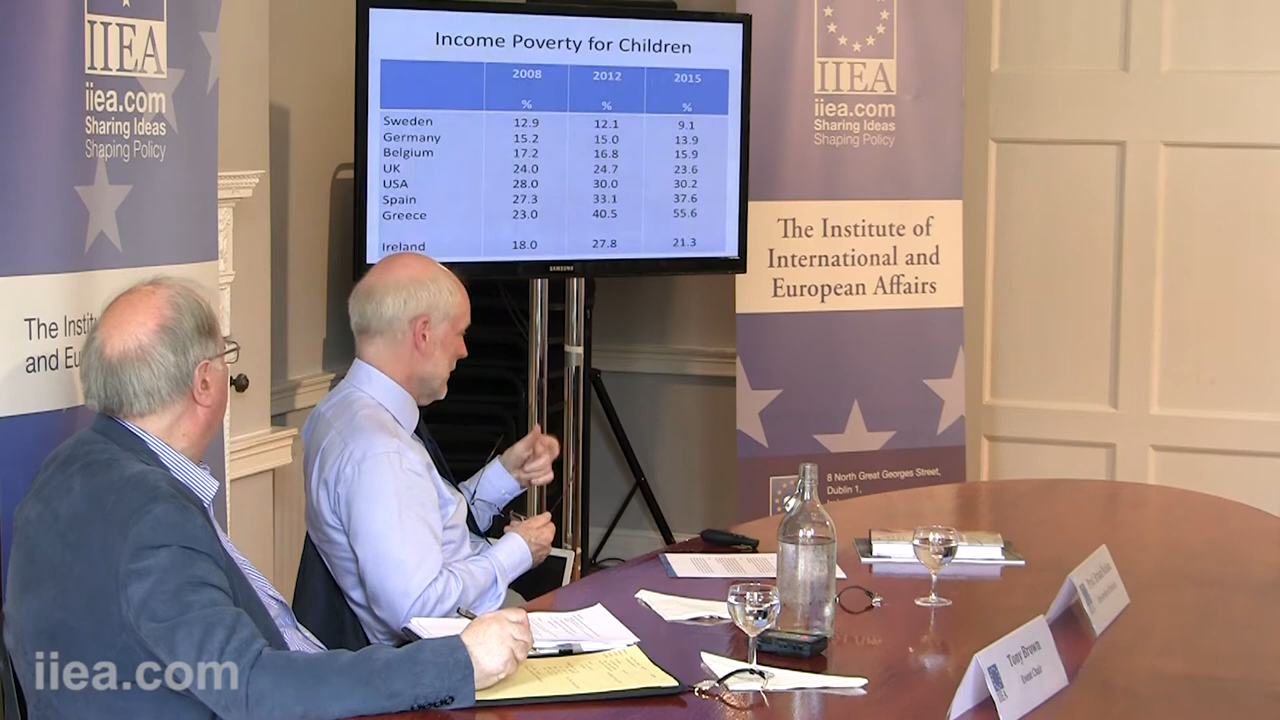 IIEA
iiea.com
Sharing Ideas
Shaping Policy
The
and
Income Poverty for Children
2008 2012 2015
% % %
Sweden 12.9 12.1 9.1
Germany 15.2 15.0 13.9
Belgium 17.2 16.8 15.9
UK 24.0 24.7 23.6
USA 28.0 30.0 30.2
Spain 27.3 33.1 37.6
Greece 23.0 40.5 55.6
Ireland 18.0 27.8 21.3
SAMSUNG
IIEA
iiea.com
Sharing Ideas
Shaping Policy
The Institute of
International and
European Affairs
8 North Great Georges Street,
Dublin 1,
Tony Brown
Event Chair
IIEA
iiea.com